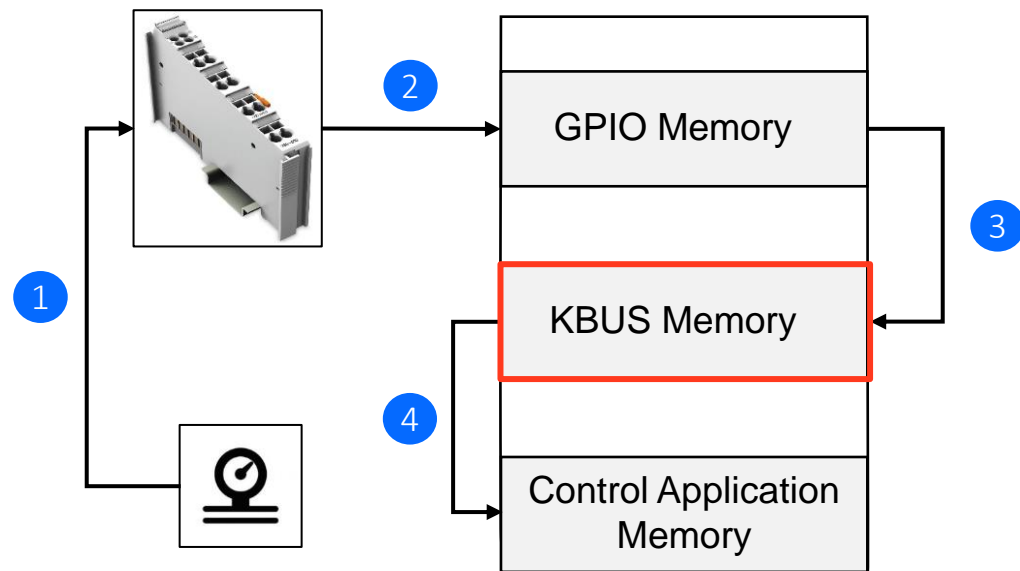 2
GPIO Memory
3
1
KBUS Memory
4
Control Application
Memory